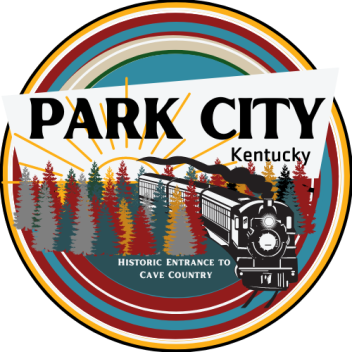 PARK CITY
Kentucky
Historic Entrance to
Cave Country